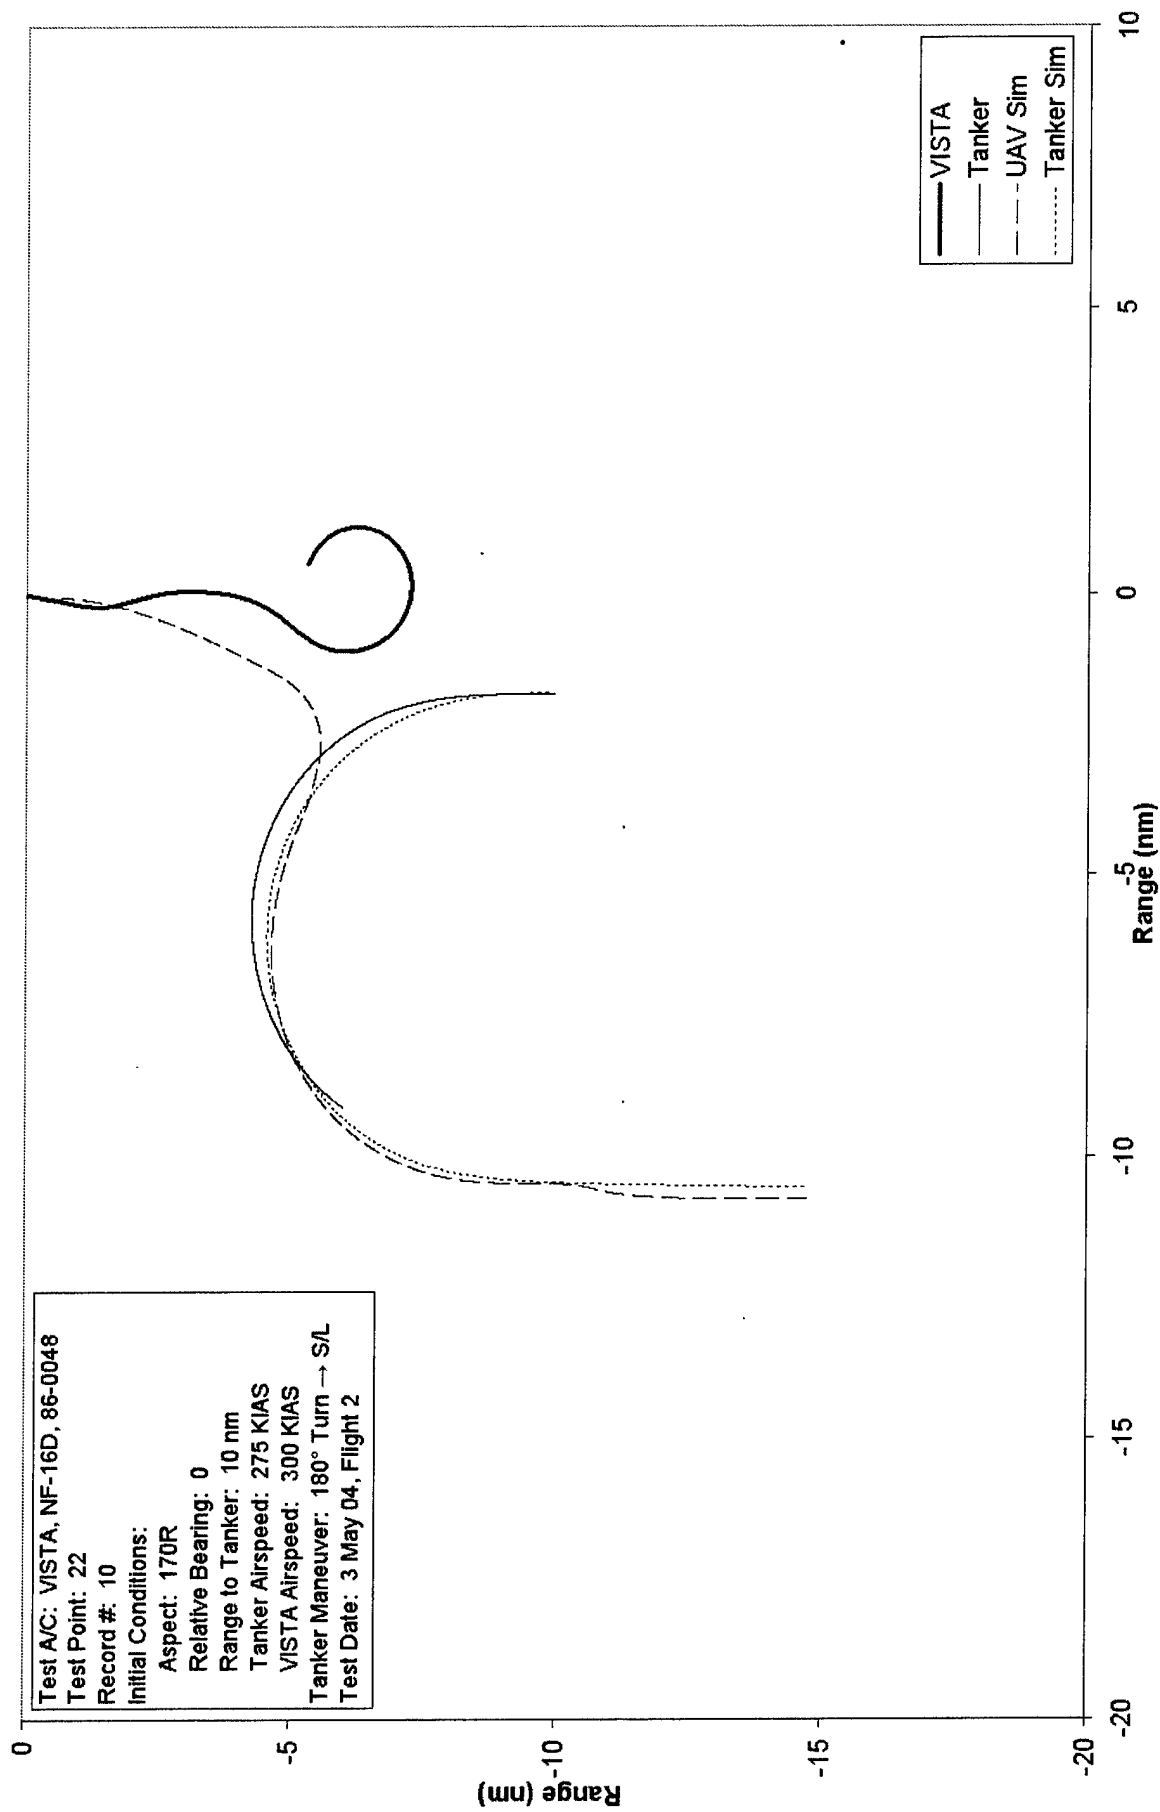 Test A/C: VISTA, NF-16D, 86-0048
Test Point: 22
Record #: 10
Initial Conditions:
Aspect: 170R
Relative Bearing: 0
Range to Tanker: 10 nm
Tanker Airspeed: 275 KIAS
VISTA Airspeed: 300 KIAS
Tanker Maneuver: 180° Turn → S/L
Test Date: 3 May 04, Flight 2
VISTA
Tanker
UAV Sim
Tanker Sim
0
-5
-10
-15
-20
Range (nm)
-20
-15
-10
-5
0
5
10
Range (nm)